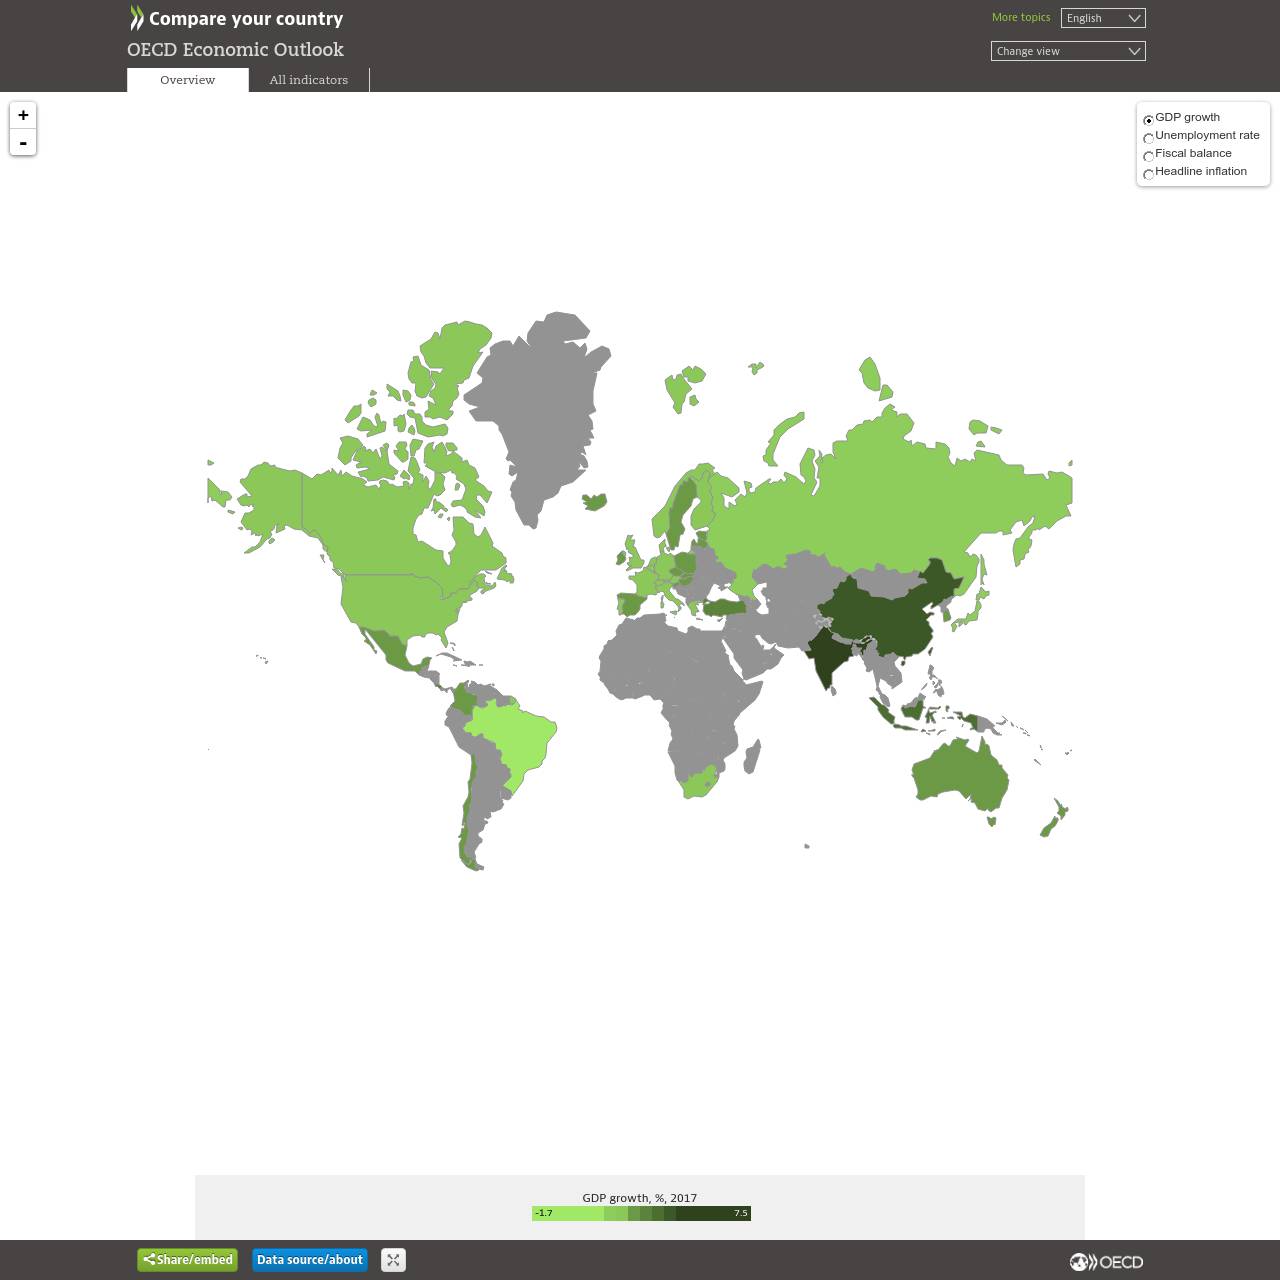 Compare your country
More topics
English
OECD Economic Outlook
Change view
Overview
All indicators
+
-
GDP growth
Unemployment rate
Fiscal balance
Headline inflation
GDP growth, %, 2017
-1.7
7.5
Share/embed
Data source/about
OECD